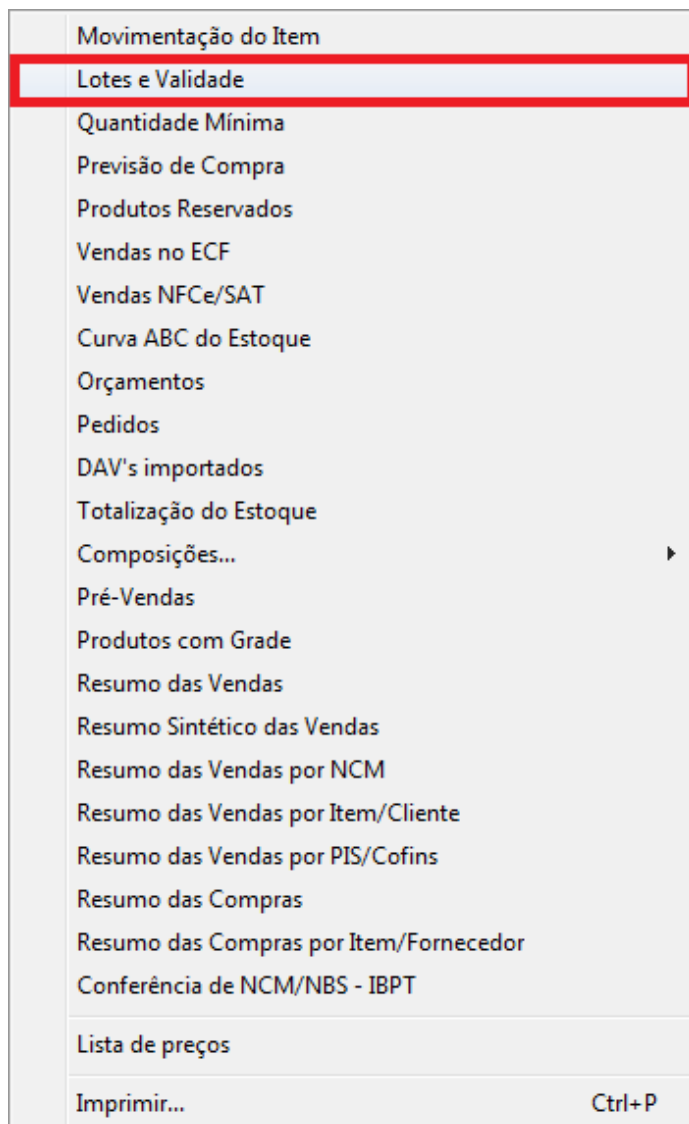 Movimentação do Item
Lotes e Validade
Quantidade Mínima
Previsão de Compra
Produtos Reservados
Vendas no ECF
Vendas NFCe/SAT
Curva ABC do Estoque
Orçamentos
Pedidos
DAV's importados
Totalização do Estoque
Composições...
Pré-Vendas
Produtos com Grade
Resumo das Vendas
Resumo Sintético das Vendas
Resumo das Vendas por NCM
Resumo das Vendas por Item/Cliente
Resumo das Vendas por PIS/Cofins
Resumo das Compras
Resumo das Compras por Item/Fornecedor
Conferência de NCM/NBS - IBPT
Lista de preços
Imprimir... Ctrl+P